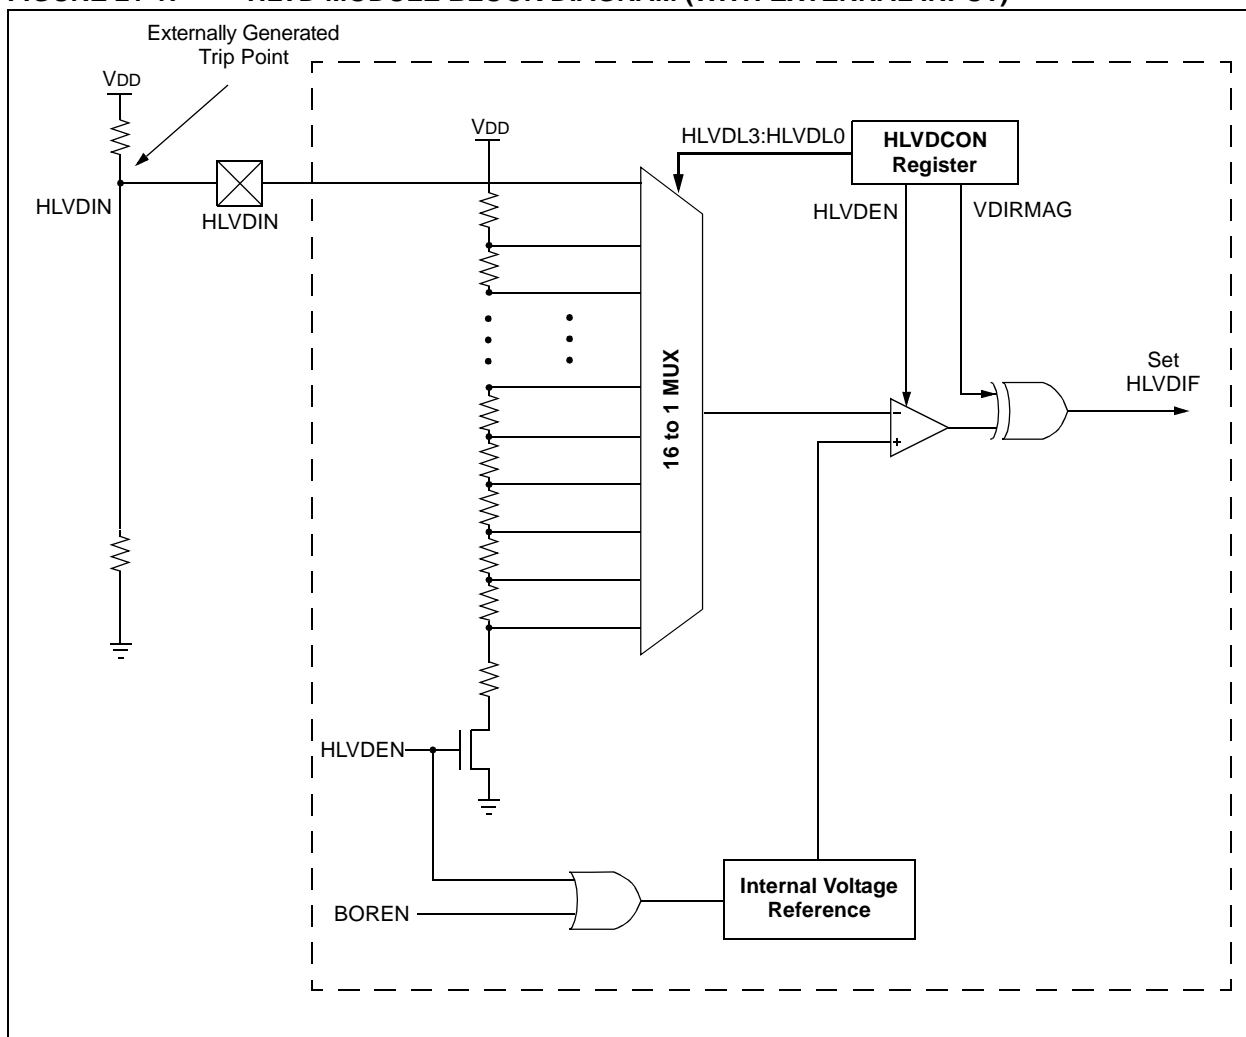 Externally Generated
Trip Point
VDD
VDD
HLVDL3:HLVDL0
HLVDCON
Register
HLVDIN
HLVDIN
HLVDEN
VDIRMAG
16 to 1 MUX
Set
HLVDIF
–
+
HLVDEN
BOREN
Internal Voltage
Reference